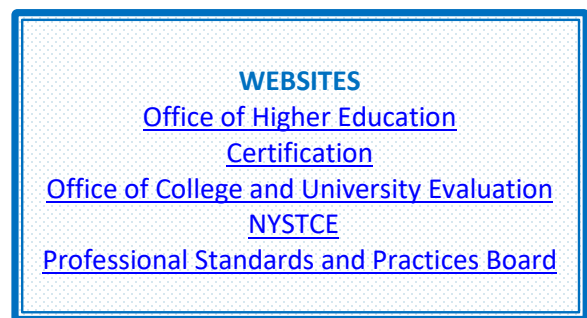 WEBSITES
Office of Higher Education
Certification
Office of College and University Evaluation
NYSTCE
Professional Standards and Practices Board